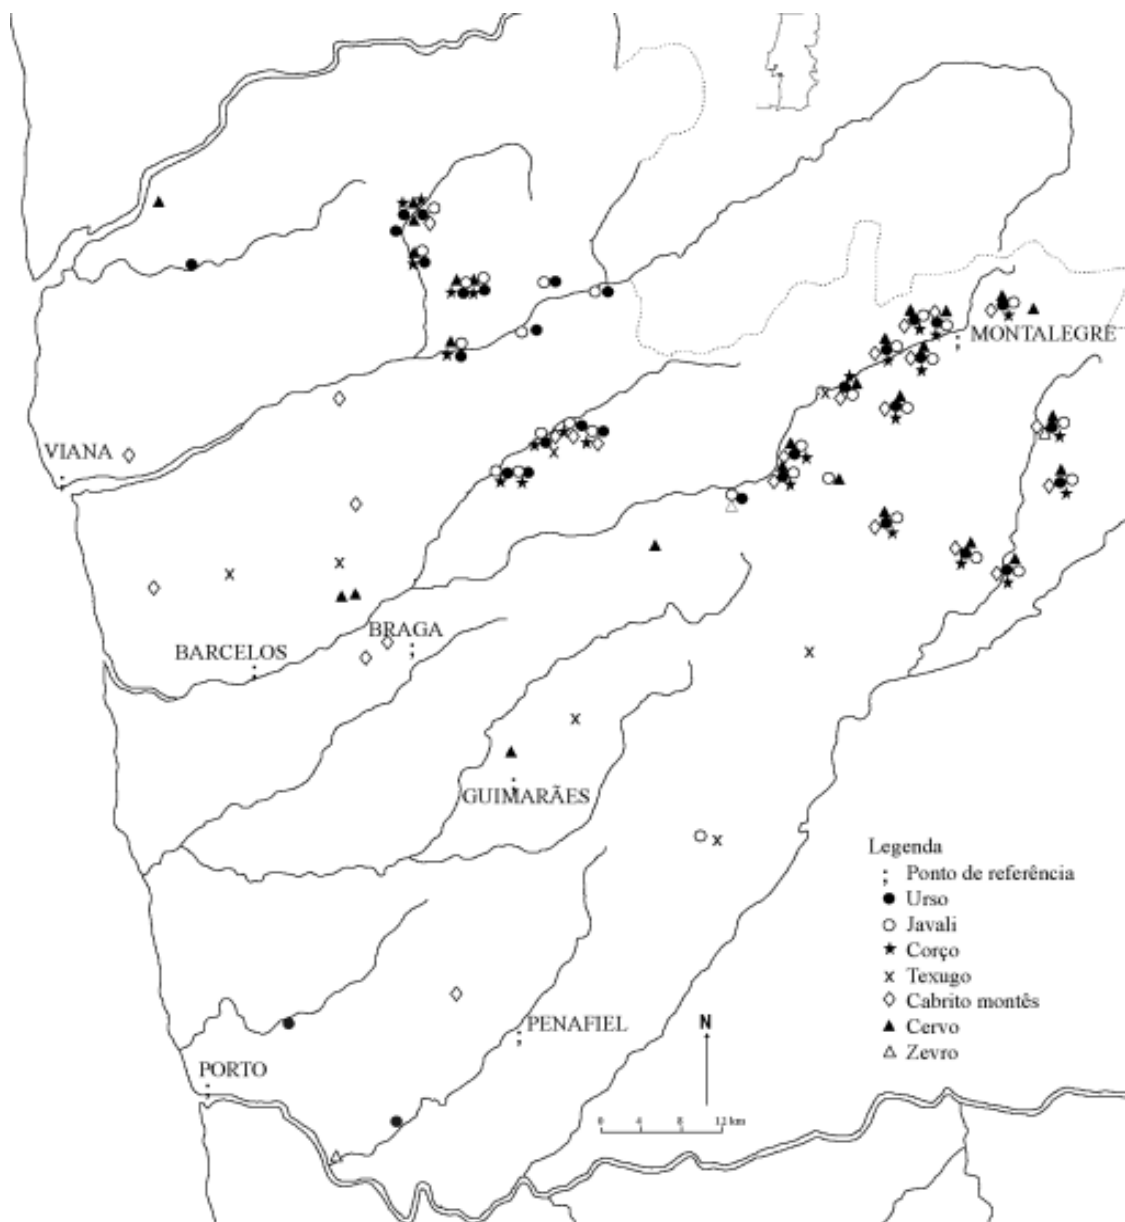 MONTALEGRE
VIANA
BRAGA
BARCELOS
GUIMARÃES
Legenda
Ponto de referência
Urso
Javali
Corço
Texugo
Cabrito montês
Cervo
Zevro
N
PENAFIEL
PORTO
0 4 8 12 km